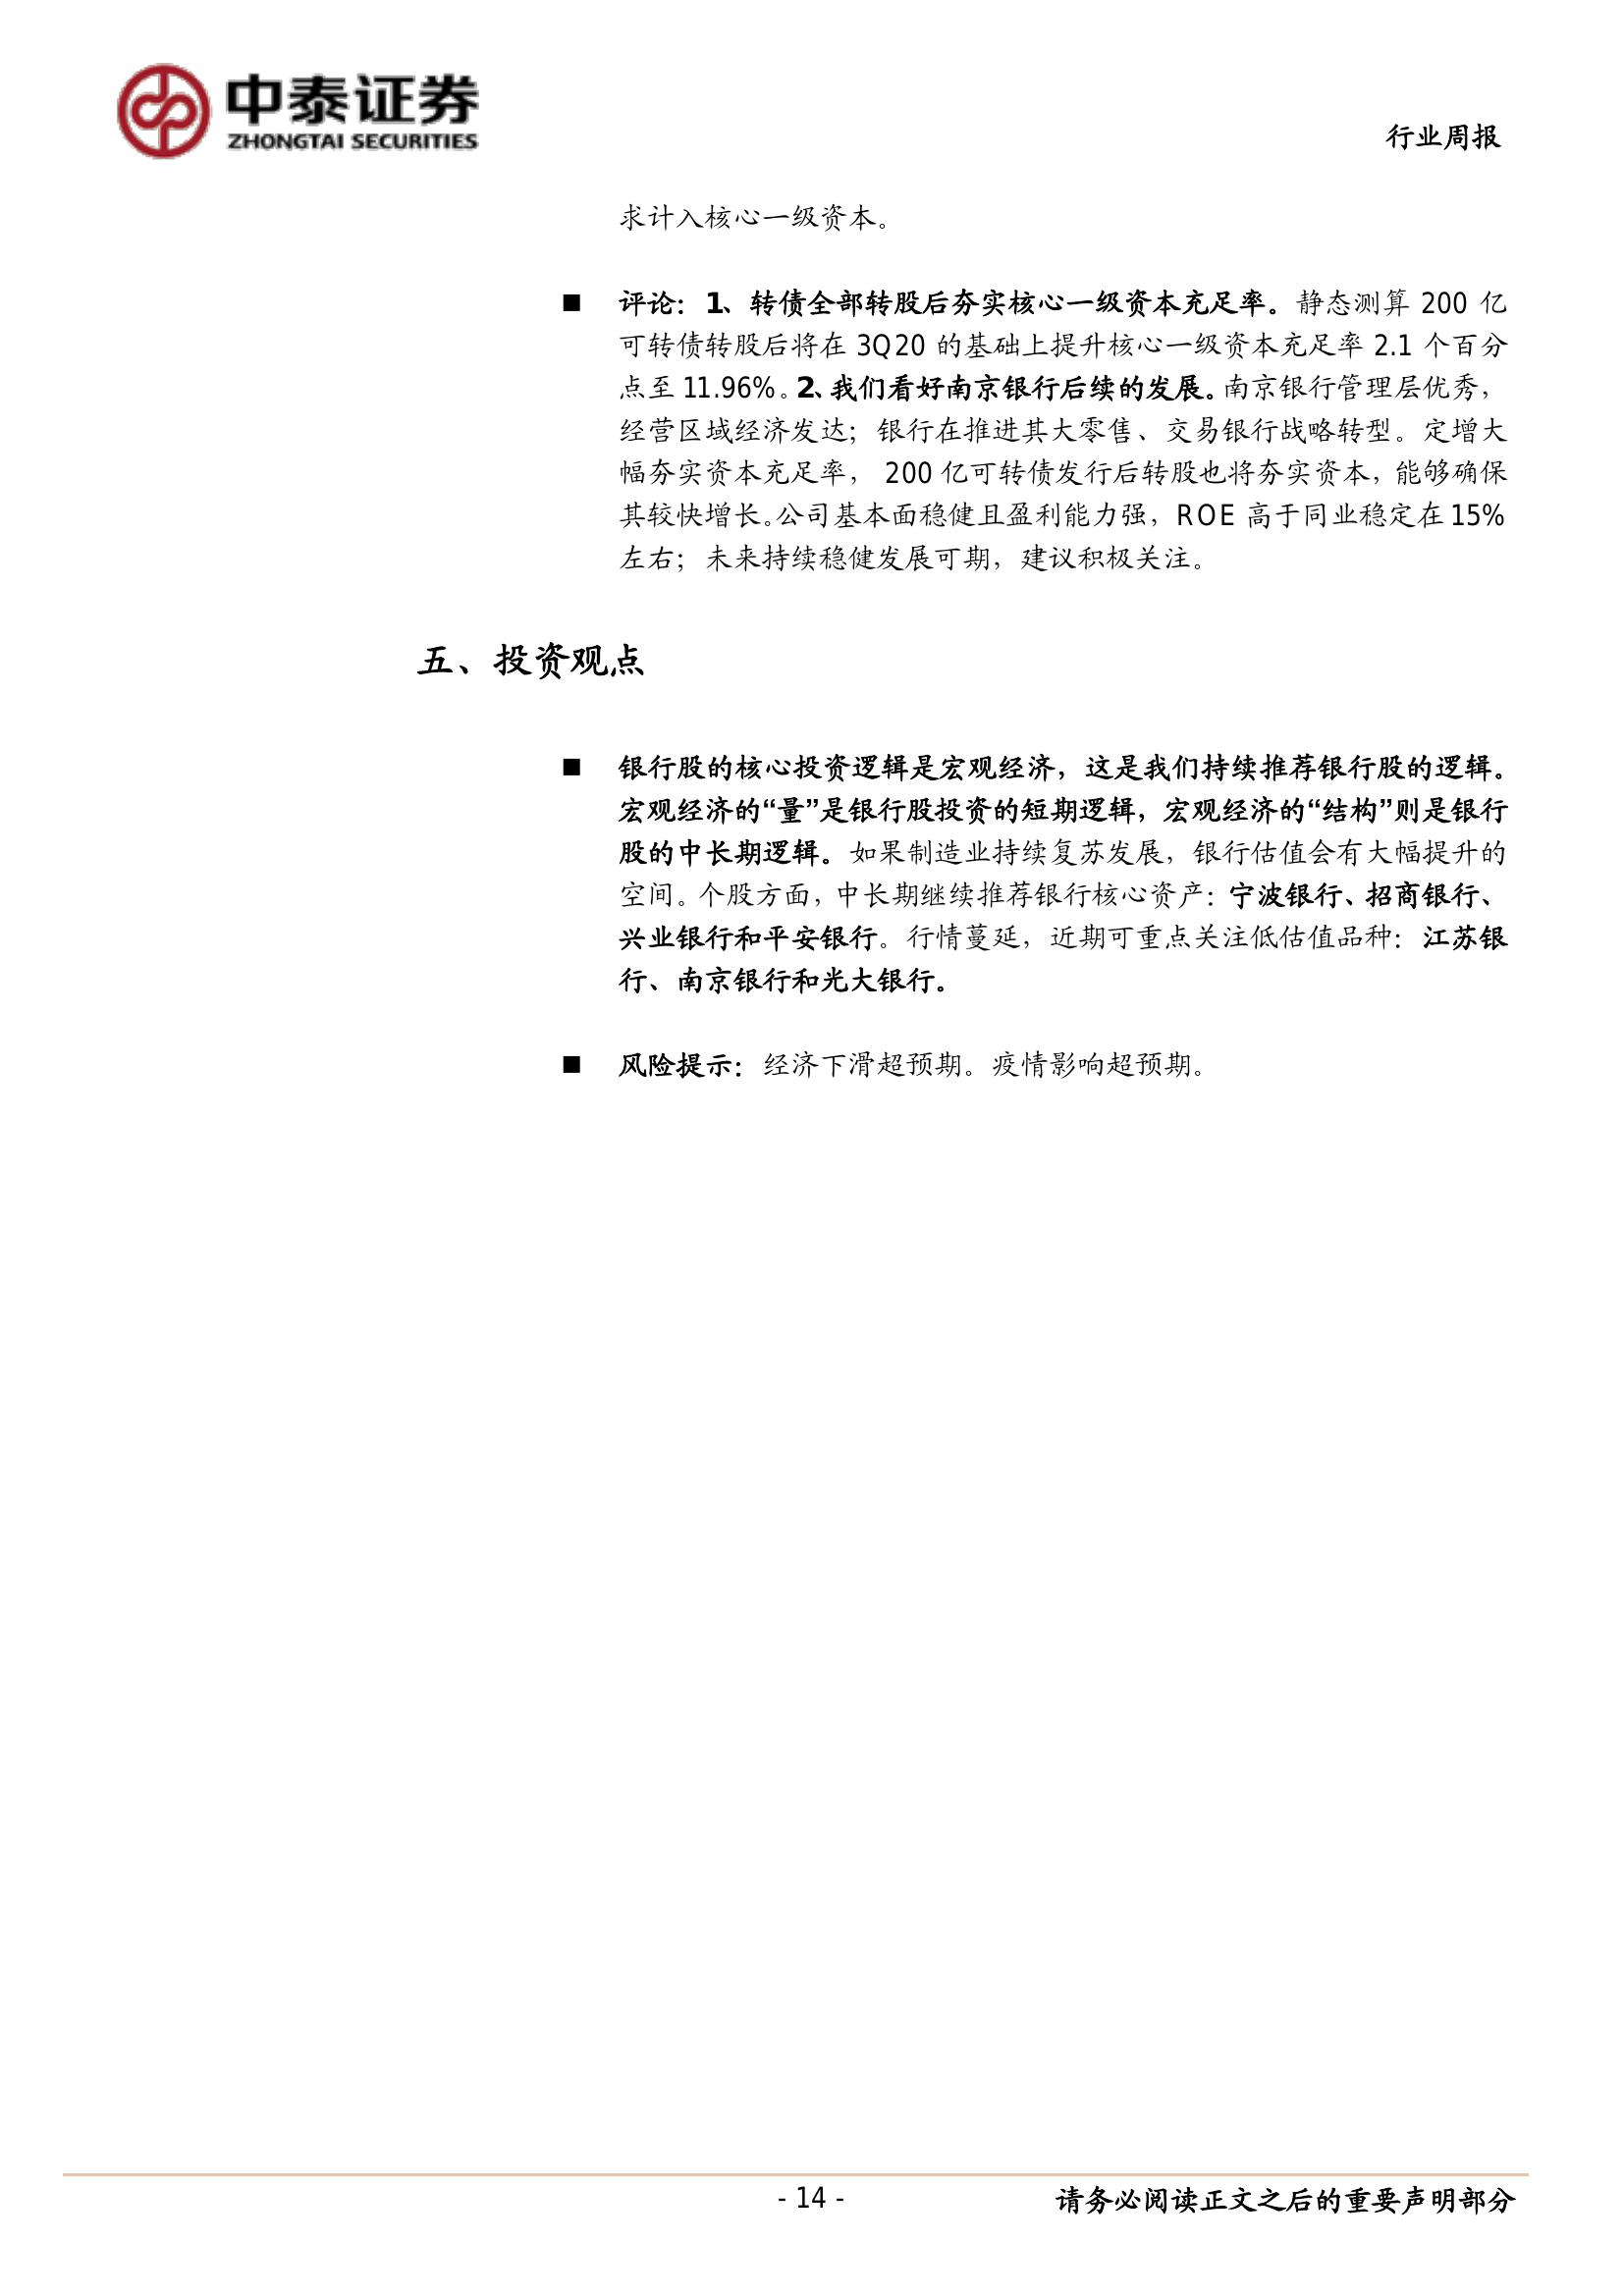 中泰证券
ZHONGTAI SECURITIES
行业周报
求计入核心一级资本。
■ 评论：1、转债全部转股后夯实核心一级资本充足率。静态测算 200 亿
可转债转股后将在 3Q20 的基础上提升核心一级资本充足率 2.1 个百分
点至 11.96%。2、我们看好南京银行后续的发展。南京银行管理层优秀，
经营区域经济发达；银行在推进其大零售、交易银行战略转型。定增大
幅夯实资本充足率， 200 亿可转债发行后转股也将夯实资本，能够确保
其较快增长。公司基本面稳健且盈利能力强，ROE 高于同业稳定在 15%
左右；未来持续稳健发展可期，建议积极关注。
五、投资观点
■ 银行股的核心投资逻辑是宏观经济，这是我们持续推荐银行股的逻辑。
宏观经济的“量”是银行股投资的短期逻辑，宏观经济的“结构”则是银行
股的中长期逻辑。如果制造业持续复苏发展，银行估值会有大幅提升的
空间。个股方面，中长期继续推荐银行核心资产：宁波银行、招商银行、
兴业银行和平安银行。行情蔓延，近期可重点关注低估值品种：江苏银
行、南京银行和光大银行。
■ 风险提示：经济下滑超预期。疫情影响超预期。
- 14 -
请务必阅读正文之后的重要声明部分